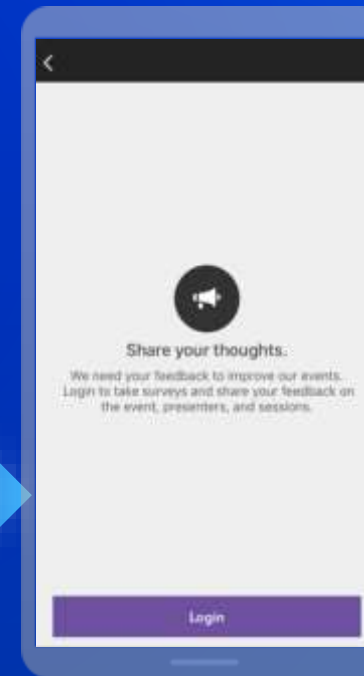 Share your thoughts.
We need your feedback to improve our events.
Login to take surveys and share your feedback on
the event, presenters, and sessions.
Login